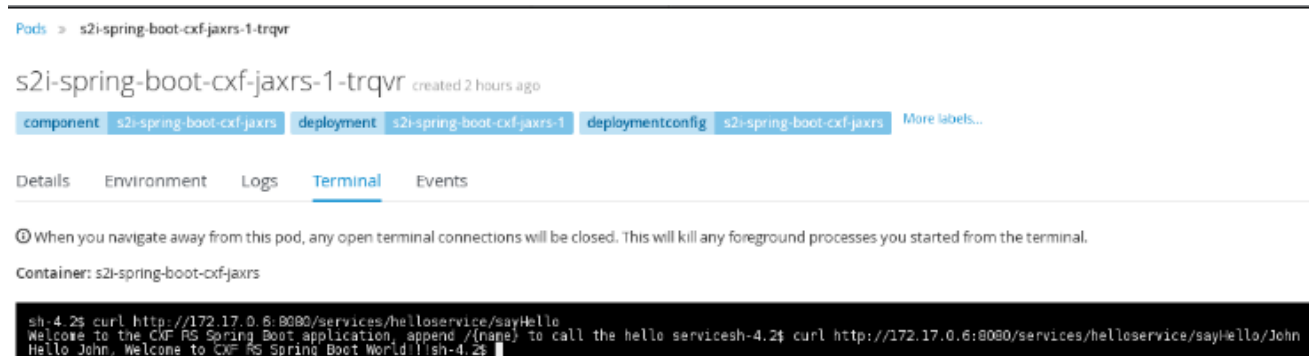 Pods » s2i-spring-boot-cxf-jaxrs-1-trqvr
s2i-spring-boot-cxf-jaxrs-1-trqvr created 2 hours ago
component s2i-spring-boot-cxf-jaxrs deployment s2i-spring-boot-cxf-jaxrs-1 deploymentconfig s2i-spring-boot-cxf-jaxrs More labels...
Details Environment Logs Terminal Events
When you navigate away from this pod, any open terminal connections will be closed. This will kill any foreground processes you started from the terminal.
Container: s2i-spring-boot-cxf-jaxrs
sh-4.2$ curl http://172.17.0.6:8080/services/helloservice/sayHello
Welcome to the CXF RS Spring Boot application, append /{name} to call the hello servicesh-4.2$ curl http://172.17.0.6:8080/services/helloservice/sayHello/John
Hello John, Welcome to CXF RS Spring Boot World!!!sh-4.2$